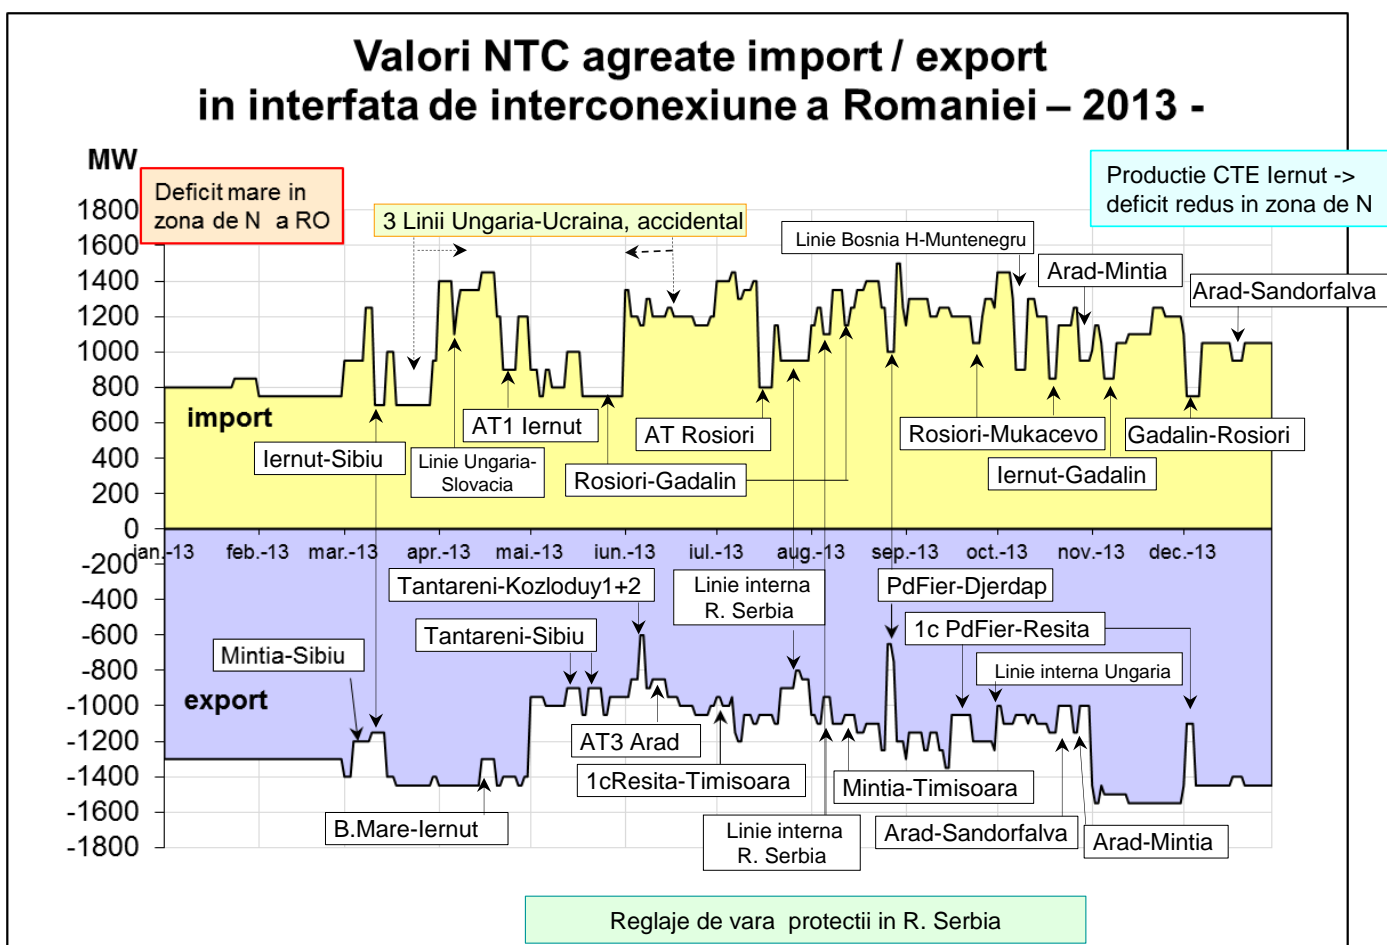 Valori NTC agreate import / export
in interfata de interconexiune a Romaniei – 2013 -
MW
Deficit mare in
zona de N a RO
3 Linii Ungaria-Ucraina, accidental
Productie CTE Iernut ->
deficit redus in zona de N
Linie Bosnia H-Muntenegru
Arad-Mintia
Arad-Sandorfalva
1800
1600
1400
1200
1000
800
600
400
200
0
-200
-400
-600
-800
-1000
-1200
-1400
-1600
-1800
import
Iernut-Sibiu
Linie Ungaria-
Slovacia
AT1 Iernut
Rosiori-Gadalin
AT Rosiori
Rosiori-Mukacevo
Iernut-Gadalin
Gadalin-Rosiori
jan.-13 feb.-13 mar.-13 apr.-13 mai.-13 iun.-13 iul.-13 aug.-13 sep.-13 oct.-13 nov.-13 dec.-13
Tantareni-Kozloduy1+2
Linie interna
R. Serbia
PdFier-Djerdap
Tantareni-Sibiu
1c PdFier-Resita
Mintia-Sibiu
Linie interna Ungaria
export
AT3 Arad
1cResita-Timisoara
Mintia-Timisoara
B.Mare-Iernut
Linie interna
R. Serbia
Arad-Sandorfalva
Arad-Mintia
Reglaje de vara protectii in R. Serbia